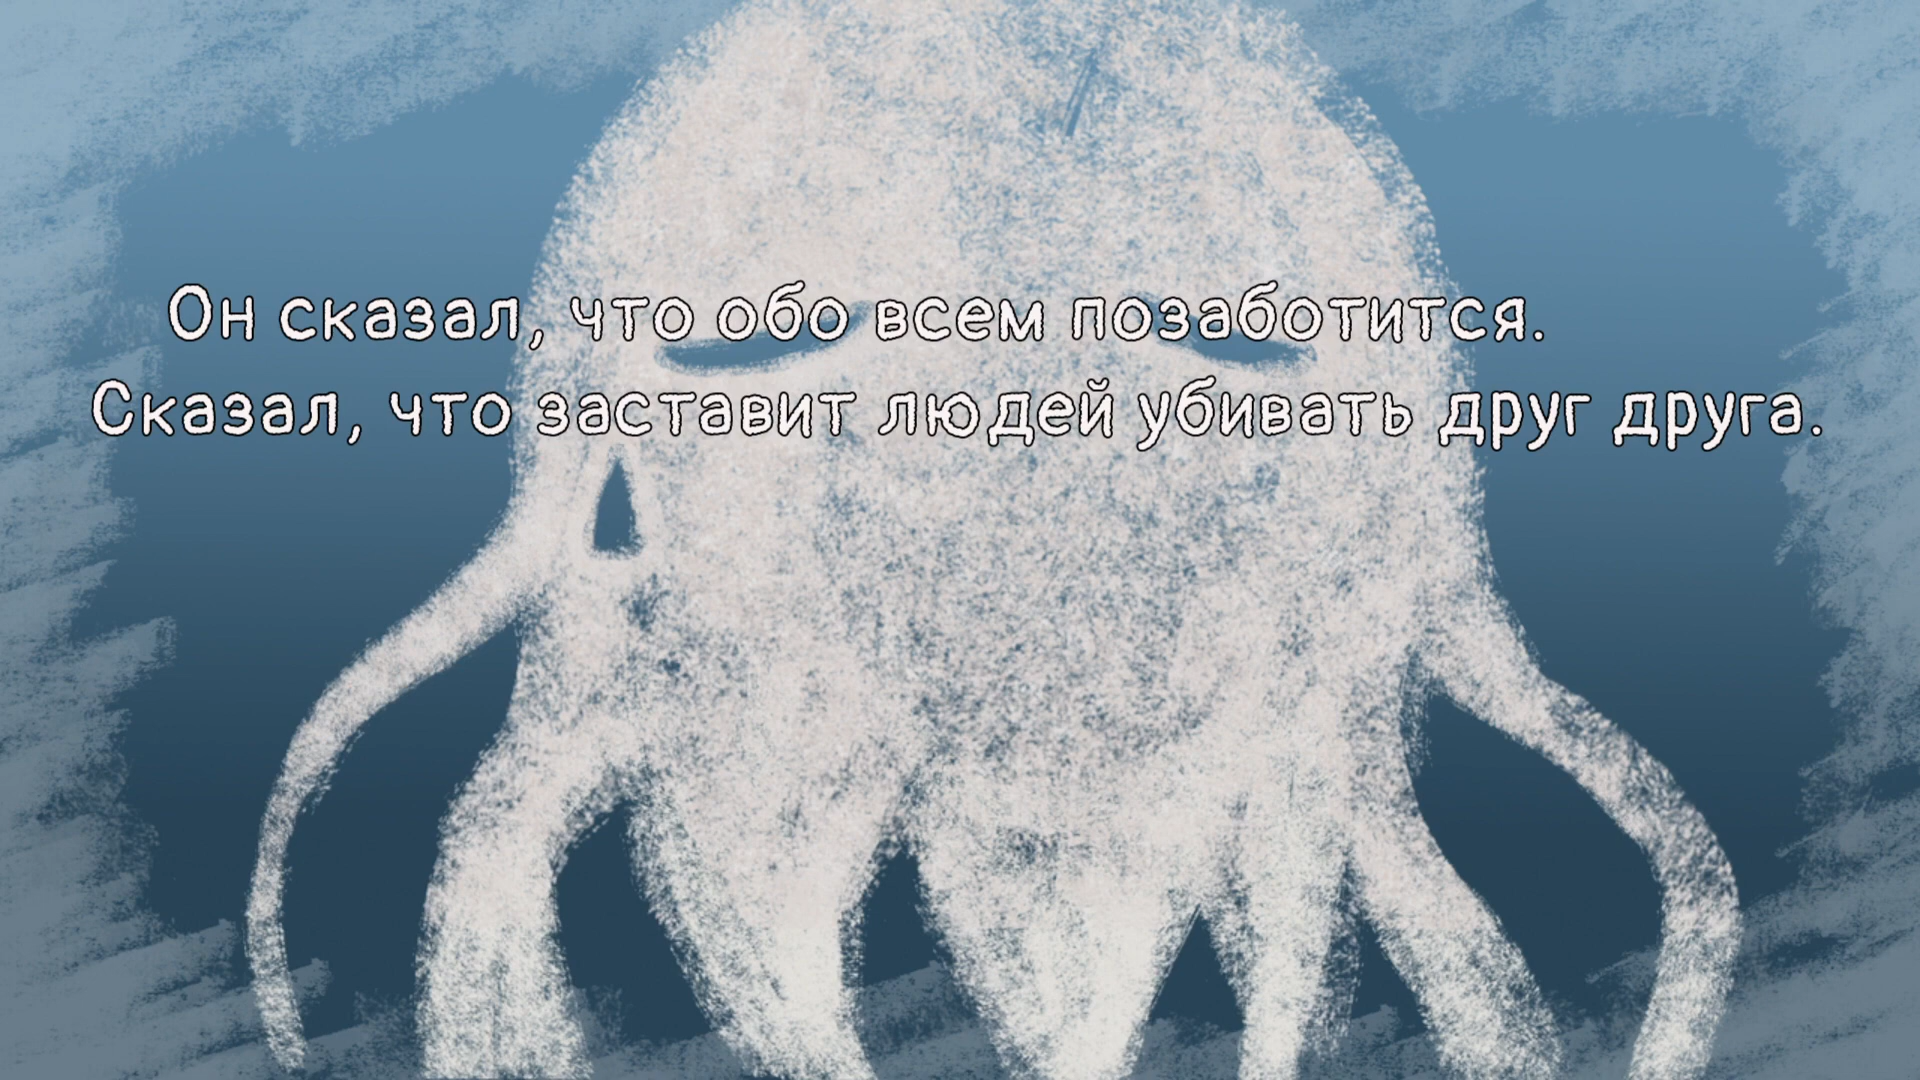 Он сказал, что обо всем позаботится.
Сказал, что заставит людей убивать друг друга.